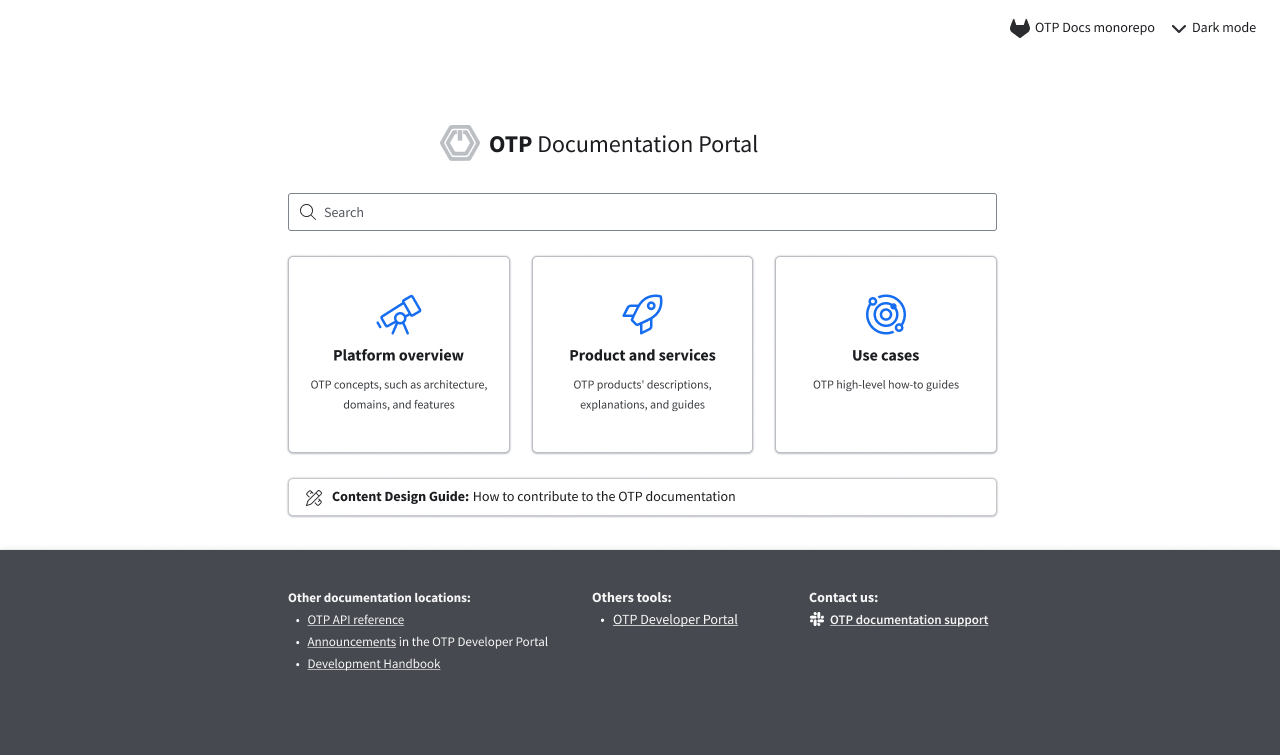 OTP Docs monorepo
Dark mode
OTP Documentation Portal
Search
Platform overview
OTP concepts, such as architecture,
domains, and features
Product and services
OTP products' descriptions,
explanations, and guides
Use cases
OTP high-level how-to guides
Content Design Guide: How to contribute to the OTP documentation
Other documentation locations:
• OTP API reference
• Announcements in the OTP Developer Portal
• Development Handbook
Others tools:
• OTP Developer Portal
Contact us:
OTP documentation support